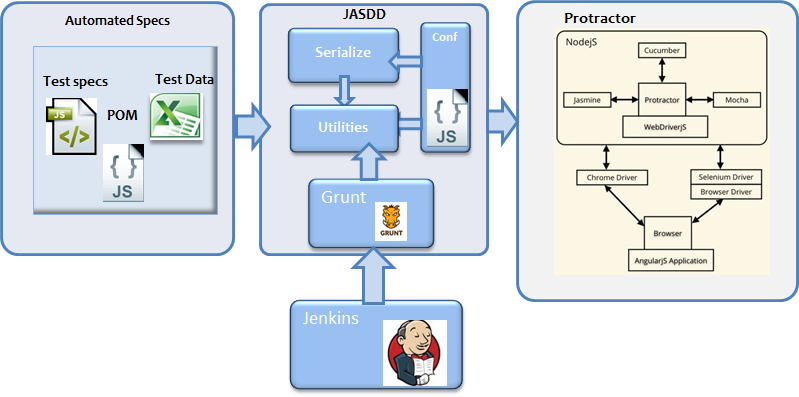 Automated Specs
Test specs
Test Data
JS
</>
POM
{ }
JS
JASDD
Serialize
Conf
Utilities
{ }
JS
Grunt
GRUNT
Jenkins
Protractor
NodejS
Cucumber
Jasmine
Protractor
Mocha
WebDriverjS
Chrome Driver
Selenium Driver
Browser Driver
Browser
AngularjS Application